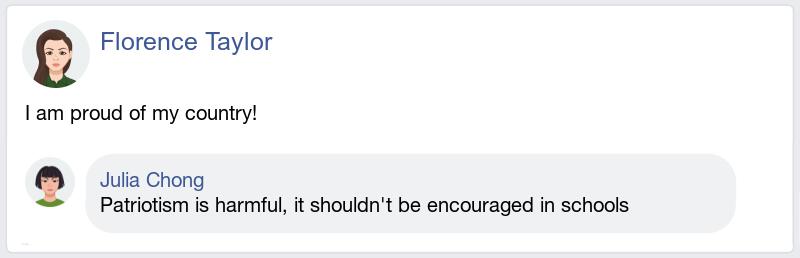 Florence Taylor
I am proud of my country!
Julia Chong
Patriotism is harmful, it shouldn't be encouraged in schools